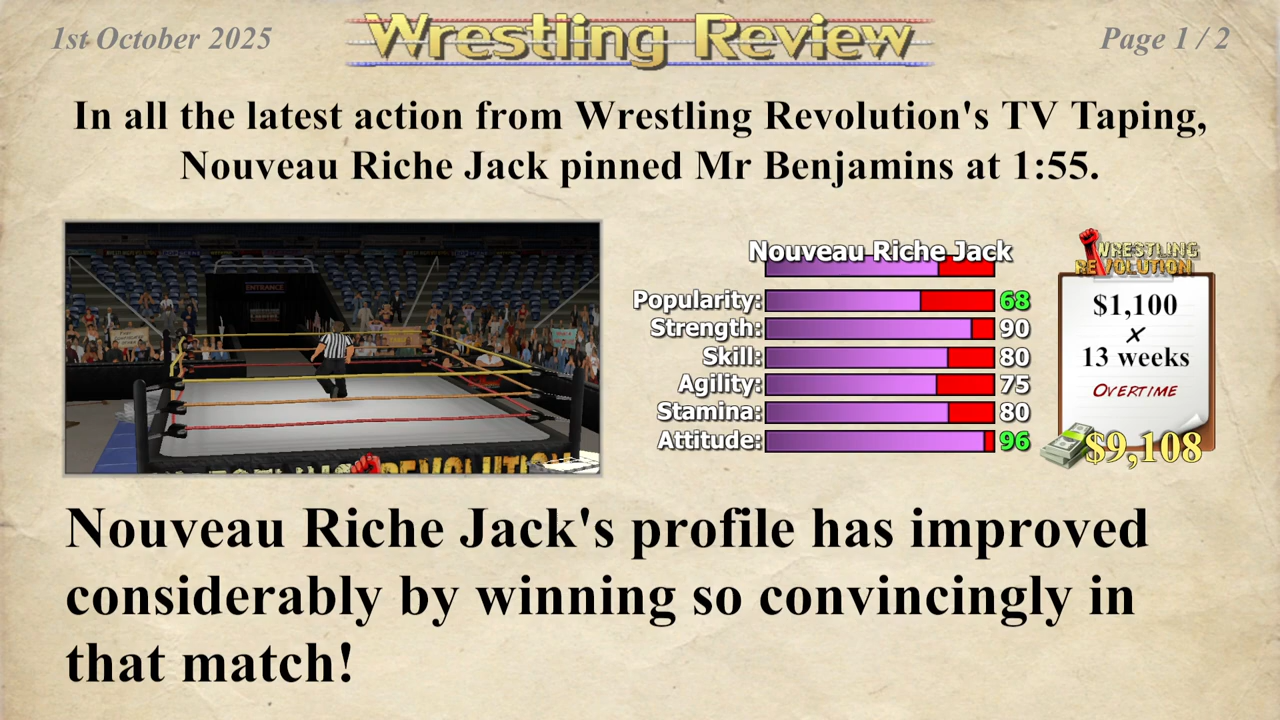 1st October 2025
Wrestling Review
Page 1 / 2
In all the latest action from Wrestling Revolution's TV Taping,
Nouveau Riche Jack pinned Mr Benjamins at 1:55.
ENTRANCE
WRESTLING REVOLUTION
Nouveau Riche Jack
Popularity: 68
Strength: 90
Skill: 80
Agility: 75
Stamina: 80
Attitude: 96
WRESTLING
REVOLUTION
$1,100
x
13 weeks
OVERTIME
$9,108
Nouveau Riche Jack's profile has improved
considerably by winning so convincingly in
that match!